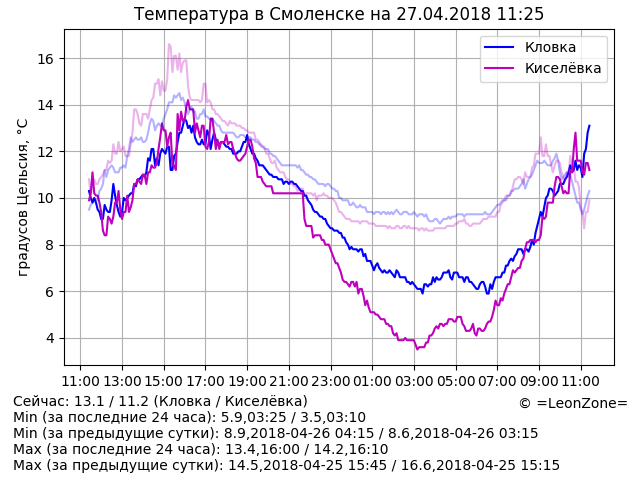 Температура в Смоленске на 27.04.2018 11:25
градусов Цельсия, °C
16
14
12
10
8
6
4
Кловка
Киселёвка
11:00 13:00 15:00 17:00 19:00 21:00 23:00 01:00 03:00 05:00 07:00 09:00 11:00
Сейчас: 13.1 / 11.2 (Кловка / Киселёвка)
© =LeonZone=
Min (за последние 24 часа): 5.9,03:25 / 3.5,03:10
Min (за предыдущие сутки): 8.9,2018-04-26 04:15 / 8.6,2018-04-26 03:15
Max (за последние 24 часа): 13.4,16:00 / 14.2,16:10
Max (за предыдущие сутки): 14.5,2018-04-25 15:45 / 16.6,2018-04-25 15:15